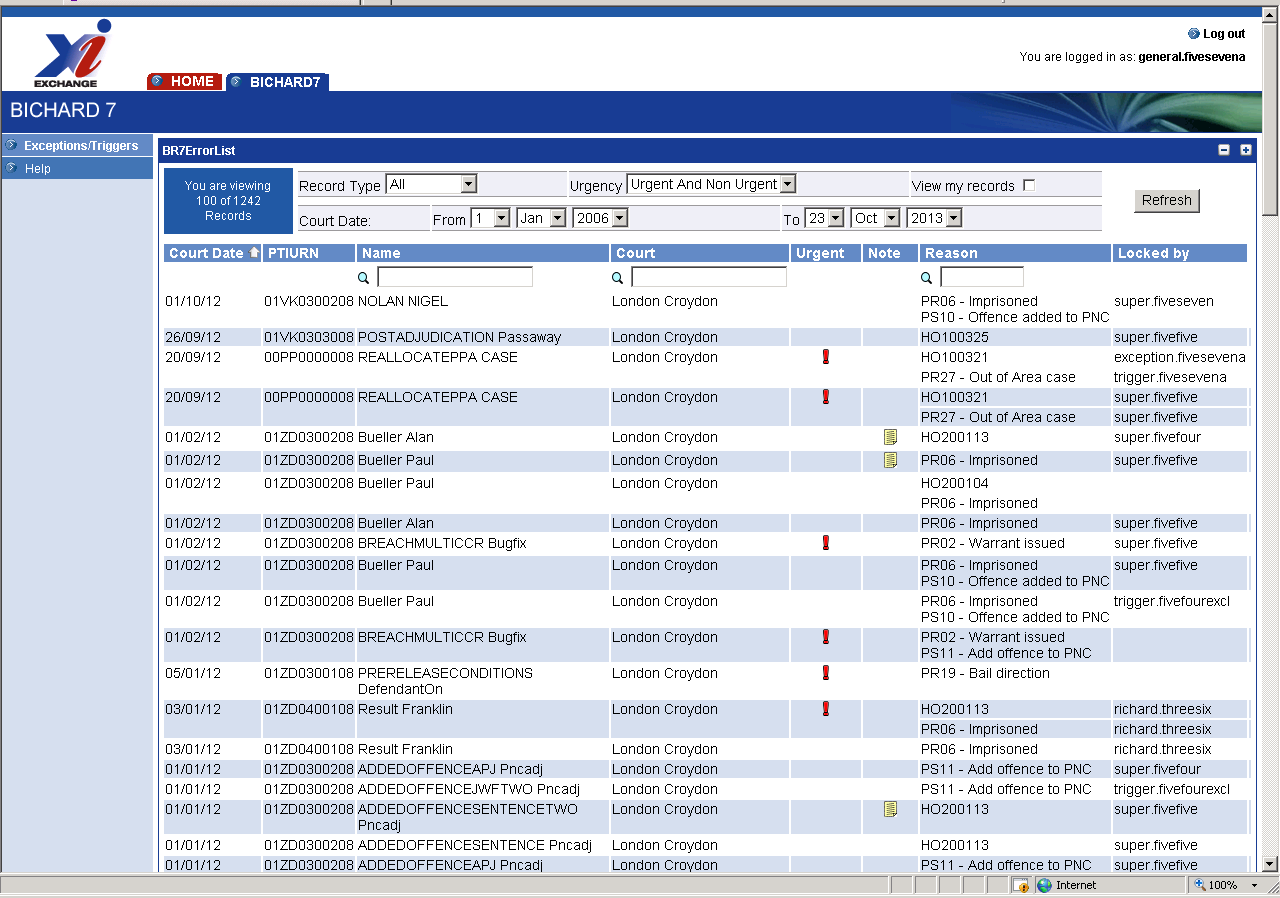 Log out
You are logged in as: general.fivesevena
Xi
EXCHANGE
HOME
BICHARD7
BICHARD 7
Exceptions/Triggers
Help
BR7ErrorList
You are viewing
100 of 1242
Records
Record Type All Urgency Urgent And Non Urgent View my records
Court Date: From 1 Jan 2006 To 23 Oct 2013
Refresh
Court Date PTIURN Name Court Urgent Note Reason Locked by
01/10/12 01VK0300208 NOLAN NIGEL London Croydon PR06 - Imprisoned super.fiveseven
PS10 - Offence added to PNC
26/09/12 01VK0303008 POSTADJUDICATION Passaway London Croydon HO100325 super.fivefive
20/09/12 00PP0000008 REALLOCATEPPA CASE London Croydon HO100321 exception.fivesevena
PR27 - Out of Area case trigger.fivesevena
20/09/12 00PP0000008 REALLOCATEPPA CASE London Croydon HO100321 super.fivefive
PR27 - Out of Area case super.fivefive
01/02/12 01ZD0300208 Bueller Alan London Croydon HO200113 super.fivefour
01/02/12 01ZD0300208 Bueller Paul London Croydon PR06 - Imprisoned super.fivefive
01/02/12 01ZD0300208 Bueller Paul London Croydon HO200104
PR06 - Imprisoned
01/02/12 01ZD0300208 Bueller Alan London Croydon PR06 - Imprisoned super.fivefive
01/02/12 01ZD0300208 BREACHMULTICCR Bugfix London Croydon PR02 - Warrant issued super.fivefive
01/02/12 01ZD0300208 Bueller Paul London Croydon PR06 - Imprisoned super.fivefive
PS10 - Offence added to PNC
01/02/12 01ZD0300208 Bueller Paul London Croydon PR06 - Imprisoned trigger.fivefourexcl
PS10 - Offence added to PNC
01/02/12 01ZD0300208 BREACHMULTICCR Bugfix London Croydon PR02 - Warrant issued
PS11 - Add offence to PNC
05/01/12 01ZD0300108 PRERELEASECONDITIONS London Croydon PR19 - Bail direction
DefendantOn
03/01/12 01ZD0400108 Result Franklin London Croydon HO200113 richard.threesix
PR06 - Imprisoned richard.threesix
03/01/12 01ZD0400108 Result Franklin London Croydon PR06 - Imprisoned richard.threesix
01/01/12 01ZD0300208 ADDEDOFFENCEAPJ Pncadj London Croydon PS11 - Add offence to PNC super.fivefour
01/01/12 01ZD0300208 ADDEDOFFENCEJWFTWO Pncadj London Croydon PS11 - Add offence to PNC trigger.fivefourexcl
01/01/12 01ZD0300208 ADDEDOFFENCESENTENCETWO London Croydon HO200113 super.fivefive
Pncadj
01/01/12 01ZD0300208 ADDEDOFFENCESENTENCE Pncadj London Croydon HO200113 super.fivefive
01/01/12 01ZD0300208 ADDEDOFFENCEAPJ Pncadj London Croydon PS11 - Add offence to PNC super.fivefive
Internet 100%